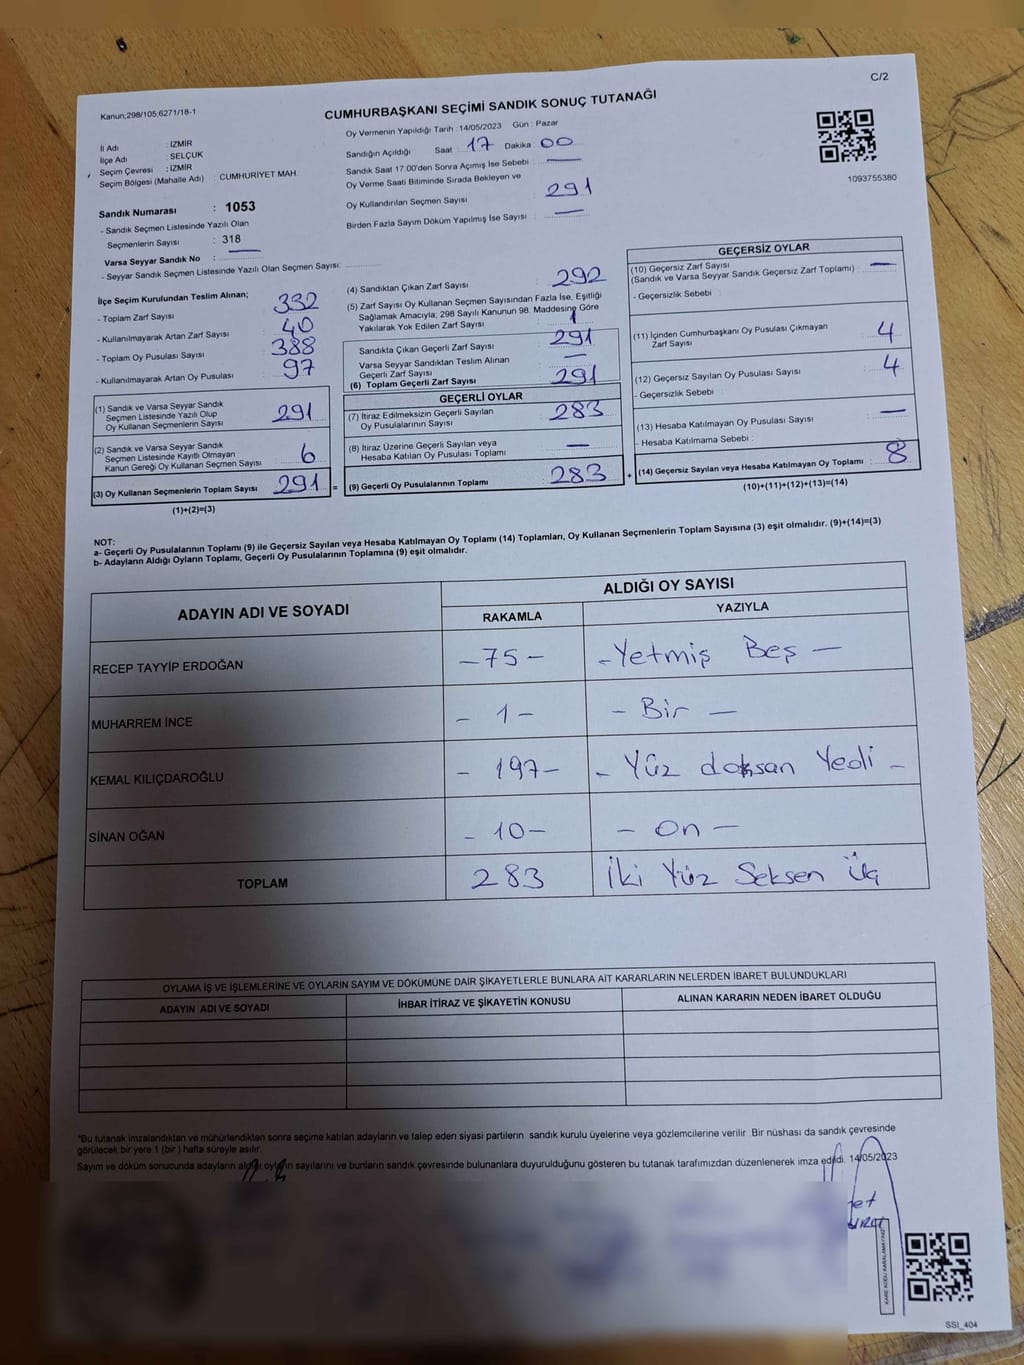 C/2
Kanun;298/105;6271/18-1
CUMHURBAŞKANI SEÇİMİ SANDIK SONUÇ TUTANAĞI
Oy Vermenin Yapıldığı Tarih : 14/05/2023 Gün : Pazar
İl Adı : İZMİR
İlçe Adı : SELÇUK
Seçim Çevresi : İZMİR
Seçim Bölgesi (Mahalle Adı) : CUMHURİYET MAH.
Sandığın Açıldığı Saat : 17 Dakika : 00
Sandık Saat 17:00'den Sonra Açımış İse Sebebi : —
Oy Verme Saati Bitiminde Sırada Bekleyen ve
Oy Kullandırılan Seçmen Sayısı : 291
Birden Fazla Sayım Döküm Yapılmış İse Sayısı : —
1093755380
Sandık Numarası : 1053
- Sandık Seçmen Listesinde Yazılı Olan
Seçmenlerin Sayısı : 318
Varsa Seyyar Sandık No : —
- Seyyar Sandık Seçmen Listesinde Yazılı Olan Seçmen Sayısı:
İlçe Seçim Kurulundan Teslim Alınan;
- Toplam Zarf Sayısı 332
- Kullanılmayarak Artan Zarf Sayısı 40
- Toplam Oy Pusulası Sayısı 388
- Kullanılmayarak Artan Oy Pusulası 97
(1) Sandık ve Varsa Seyyar Sandık
Seçmen Listesinde Yazılı Olup
Oy Kullanan Seçmenlerin Sayısı : 291
(2) Sandık ve Varsa Seyyar Sandık
Seçmen Listesinde Kayıtlı Olmayan
Kanun Gereği Oy Kullanan Seçmen Sayısı : 6
(3) Oy Kullanan Seçmenlerin Toplam Sayısı : 291 =
(1)+(2)=(3)
(4) Sandıktan Çıkan Zarf Sayısı : 292
(5) Zarf Sayısı Oy Kullanan Seçmen Sayısından Fazla İse, Eşitliği
Sağlamak Amacıyla; 298 Sayılı Kanunun 98. Maddesine Göre
Yakılarak Yok Edilen Zarf Sayısı : 1
Sandıkta Çıkan Geçerli Zarf Sayısı : 291
Varsa Seyyar Sandıktan Teslim Alınan
Geçerli Zarf Sayısı : —
(6) Toplam Geçerli Zarf Sayısı : 291
GEÇERLİ OYLAR
(7) İtiraz Edilmeksizin Geçerli Sayılan
Oy Pusulalarının Sayısı : 283
(8) İtiraz Üzerine Geçerli Sayılan veya
Hesaba Katılan Oy Pusulası Toplamı : —
(9) Geçerli Oy Pusulalarının Toplamı : 283 +
GEÇERSİZ OYLAR
(10) Geçersiz Zarf Sayısı
(Sandık ve Varsa Seyyar Sandık Geçersiz Zarf Toplamı) : —
- Geçersizlik Sebebi :
(11) İçinden Cumhurbaşkanı Oy Pusulası Çıkmayan
Zarf Sayısı : 4
(12) Geçersiz Sayılan Oy Pusulası Sayısı : 4
- Geçersizlik Sebebi :
(13) Hesaba Katılmayan Oy Pusulası Sayısı : —
- Hesaba Katılmama Sebebi :
(14) Geçersiz Sayılan veya Hesaba Katılmayan Oy Toplamı : 8
(10)+(11)+(12)+(13)=(14)
NOT:
a- Geçerli Oy Pusulalarının Toplamı (9) ile Geçersiz Sayılan veya Hesaba Katılmayan Oy Toplamı (14) Toplamları, Oy Kullanan Seçmenlerin Toplam Sayısına (3) eşit olmalıdır. (9)+(14)=(3)
b- Adayların Aldığı Oyların Toplamı, Geçerli Oy Pusulalarının Toplamına (9) eşit olmalıdır.
ADAYIN ADI VE SOYADI
ALDIĞI OY SAYISI
RAKAMLA YAZIYLA
RECEP TAYYİP ERDOĞAN -75- -Yetmiş Beş -
MUHARREM İNCE - 1 - - Bir -
KEMAL KILIÇDAROĞLU - 197- - Yüz doksan Yedi -
SİNAN OĞAN - 10- - On -
TOPLAM 283 İki Yüz Seksen Üç
OYLAMA İŞ VE İŞLEMLERİNE VE OYLARIN SAYIM VE DÖKÜMÜNE DAİR ŞİKAYETLERLE BUNLARA AİT KARARLARIN NELERDEN İBARET BULUNDUKLARI
ADAYIN ADI VE SOYADI İHBAR İTİRAZ VE ŞİKAYETİN KONUSU ALINAN KARARIN NEDEN İBARET OLDUĞU
*Bu tutanak imzalandıktan ve mühürlendikten sonra seçime katılan adayların ve talep eden siyasi partilerin sandık kurulu üyelerine veya gözlemcilerine verilir. Bir nüshası da sandık çevresinde
görülecek bir yere 1 (bir) hafta süreyle asılır.
Sayım ve döküm sonucunda adayların aldığı oyların sayılarını ve bunların sandık çevresinde bulunanlara duyurulduğunu gösteren bu tutanak tarafımızdan düzenlenerek imza edildi. 14/05/2023
KARE KODU KARALAMAYINIZ
SSI_404